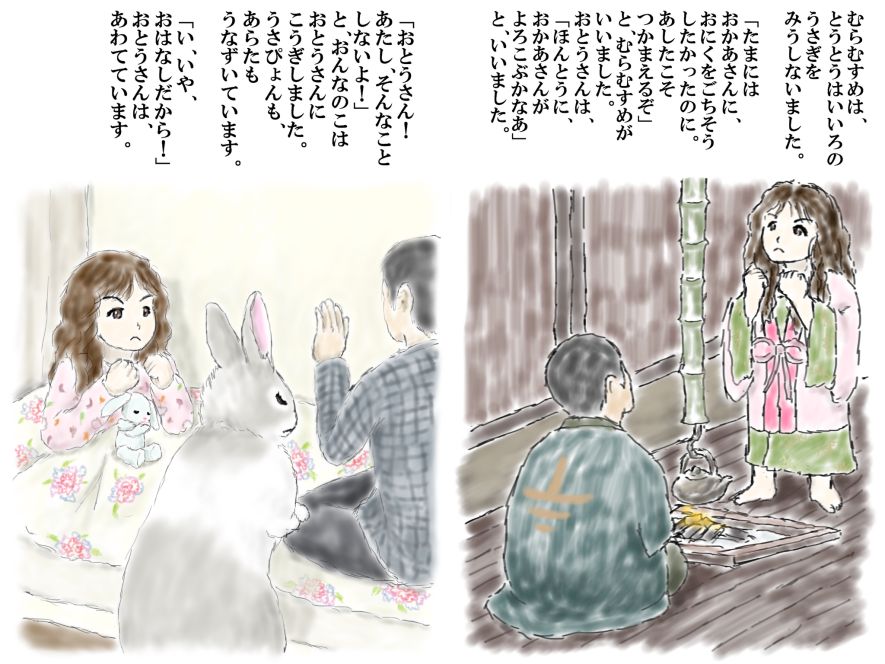 むらむすめは、
とうとうはいいろの
うさぎを
みうしないました。
「たまには
おかあさんに、
おにくをごちそう
したかったのに。
あしたこそ
つかまえるぞ」
と、むらむすめが
いいました。
おとうさんは、
「ほんとうに、
おかあさんが
よろこぶかなあ」
と、いいました。
「おとうさん!
あたし、そんなこと
しないよ!」
と、おんなのこは
おとうさんに
こうぎしました。
うさぴょんも、
あらたも
うなずいています。
「い、いや、
おはなしだから!」
おとうさんは、
あわてています。